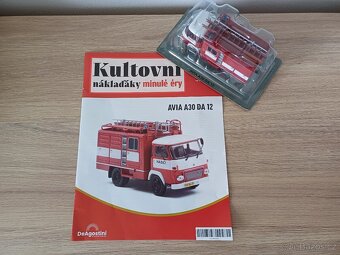 Kultovní
náklaďáky minulé éry
AVIA A30 DA 12
DeAgostini